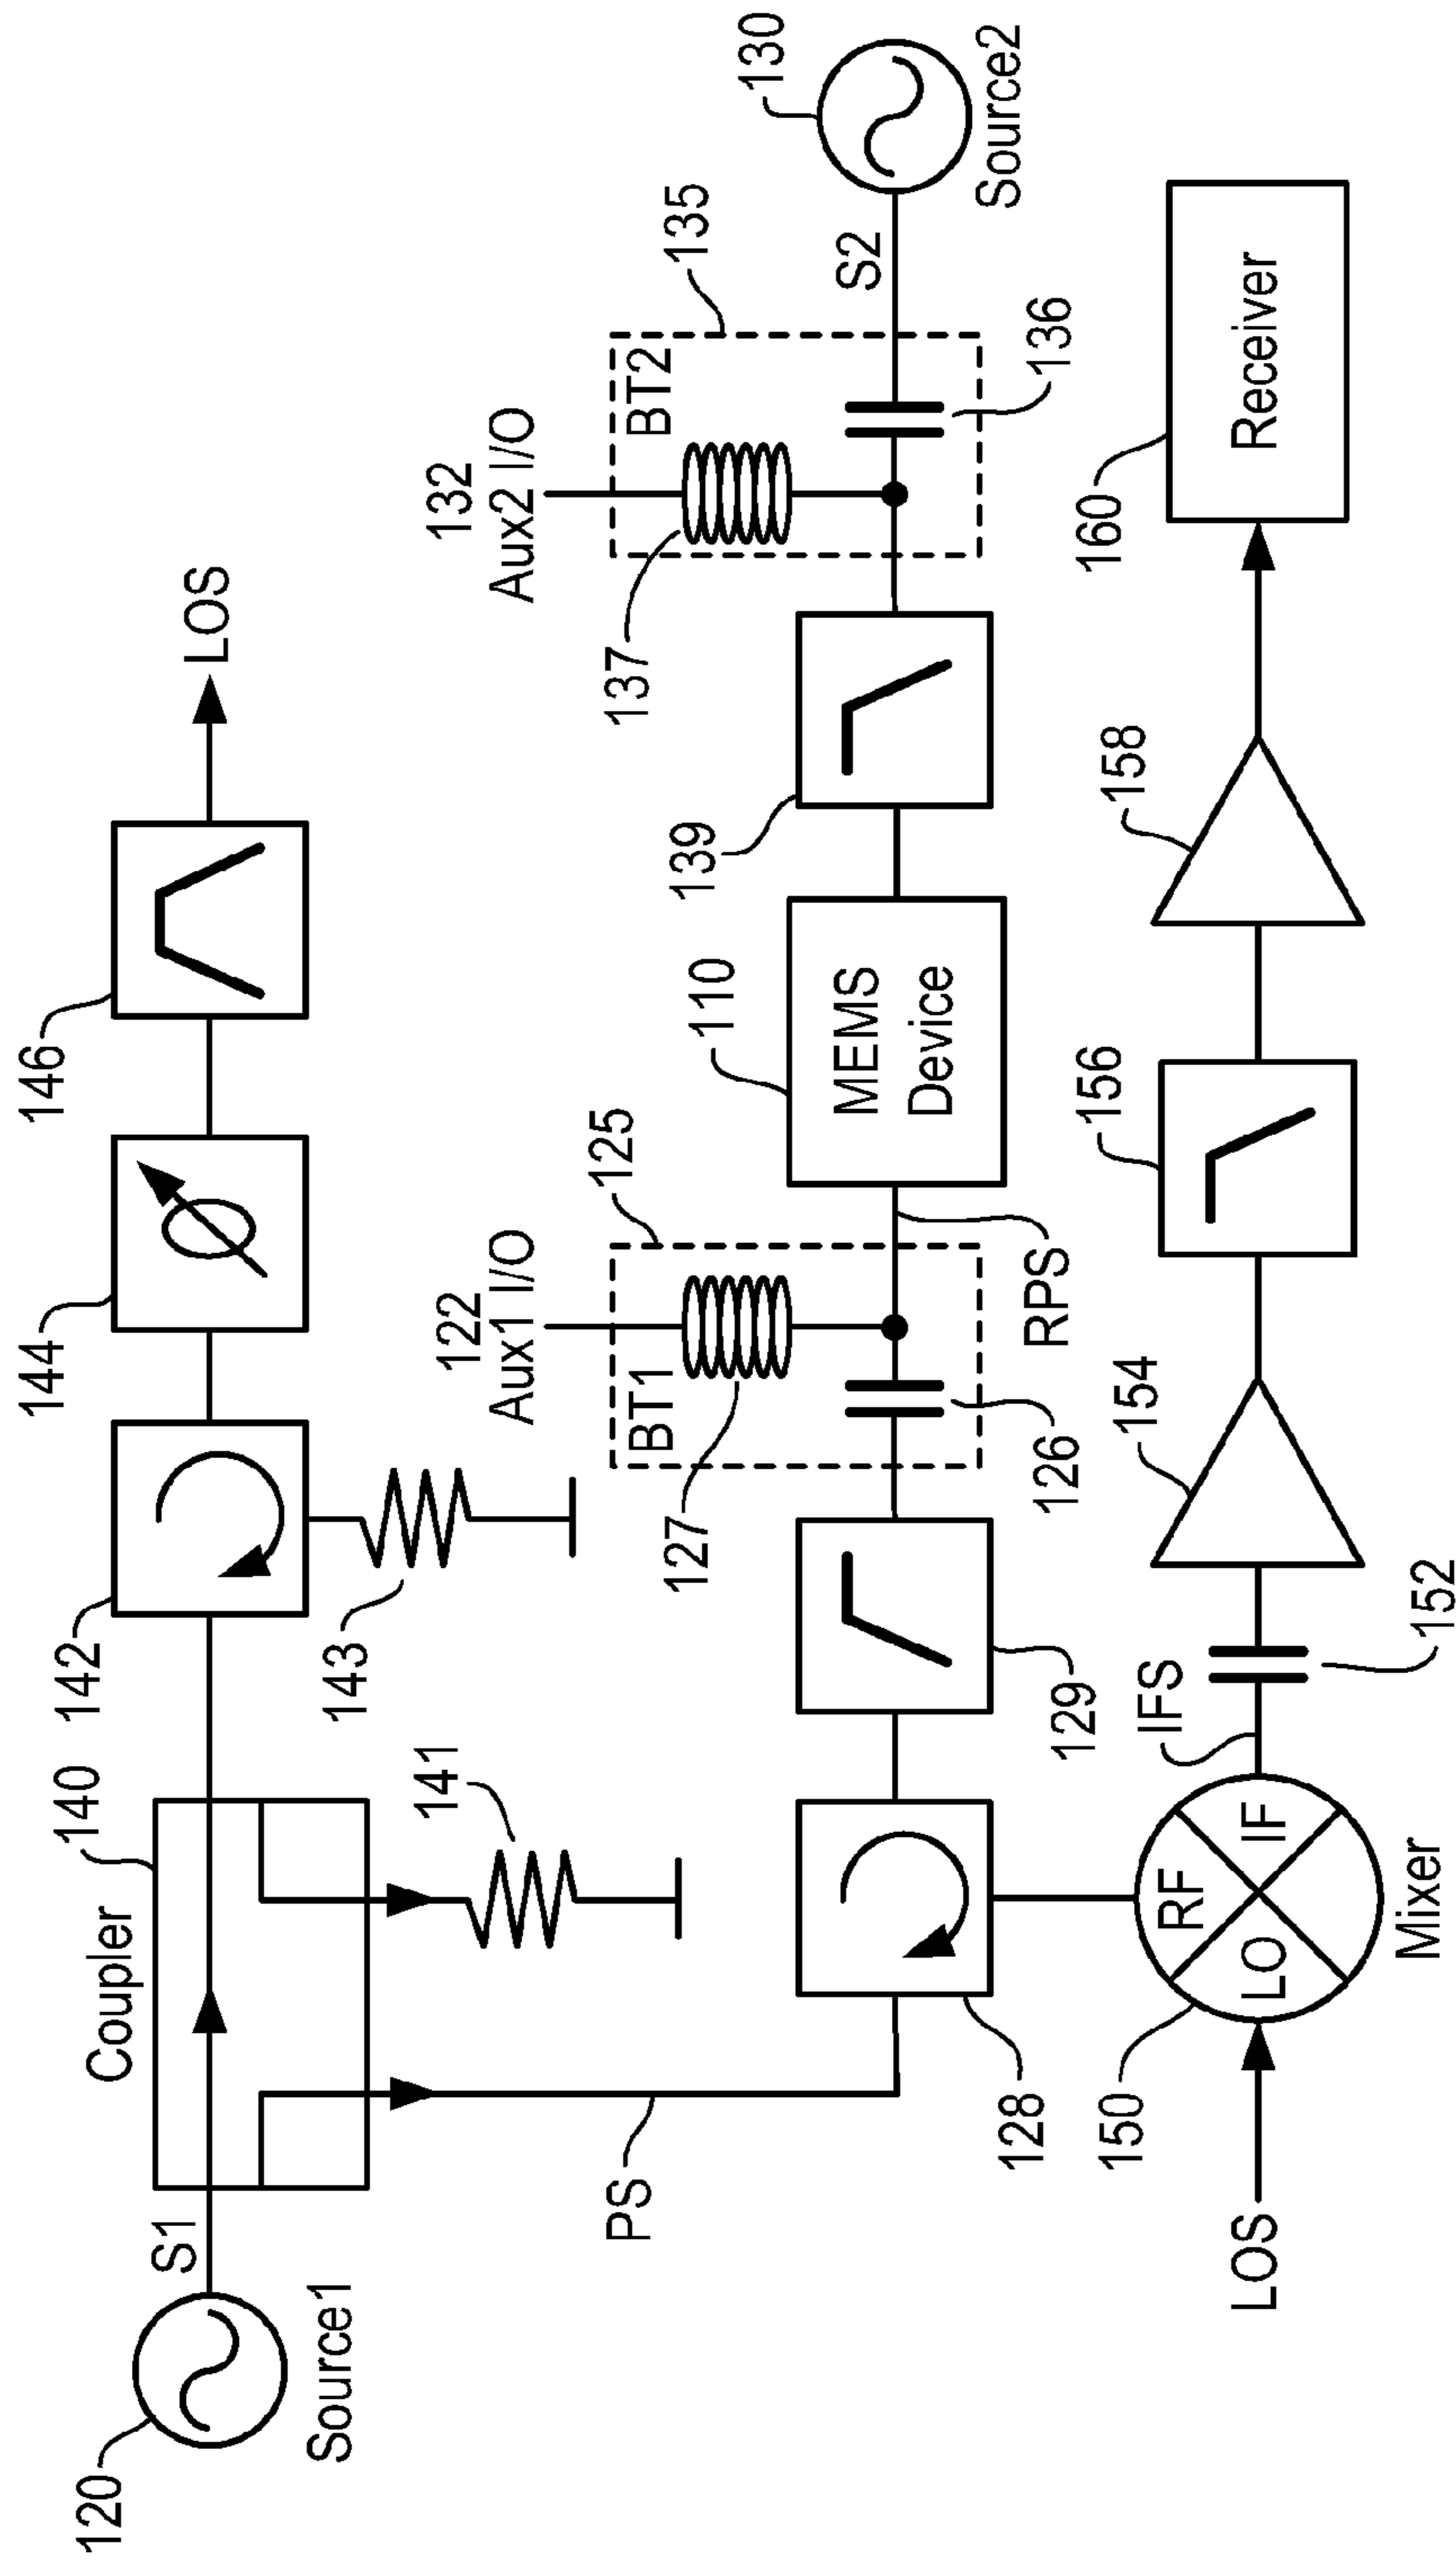 120
Source1
S1
Coupler
140
141
142
143
144
146
LOS
PS
128
129
BT1
125
126
127
122
Aux1 I/O
RPS
110
MEMS
Device
139
137
132
Aux2 I/O
BT2
135
136
S2
130
Source2
LOS
150
RF
LO
IF
Mixer
IFS
152
154
156
158
160
Receiver